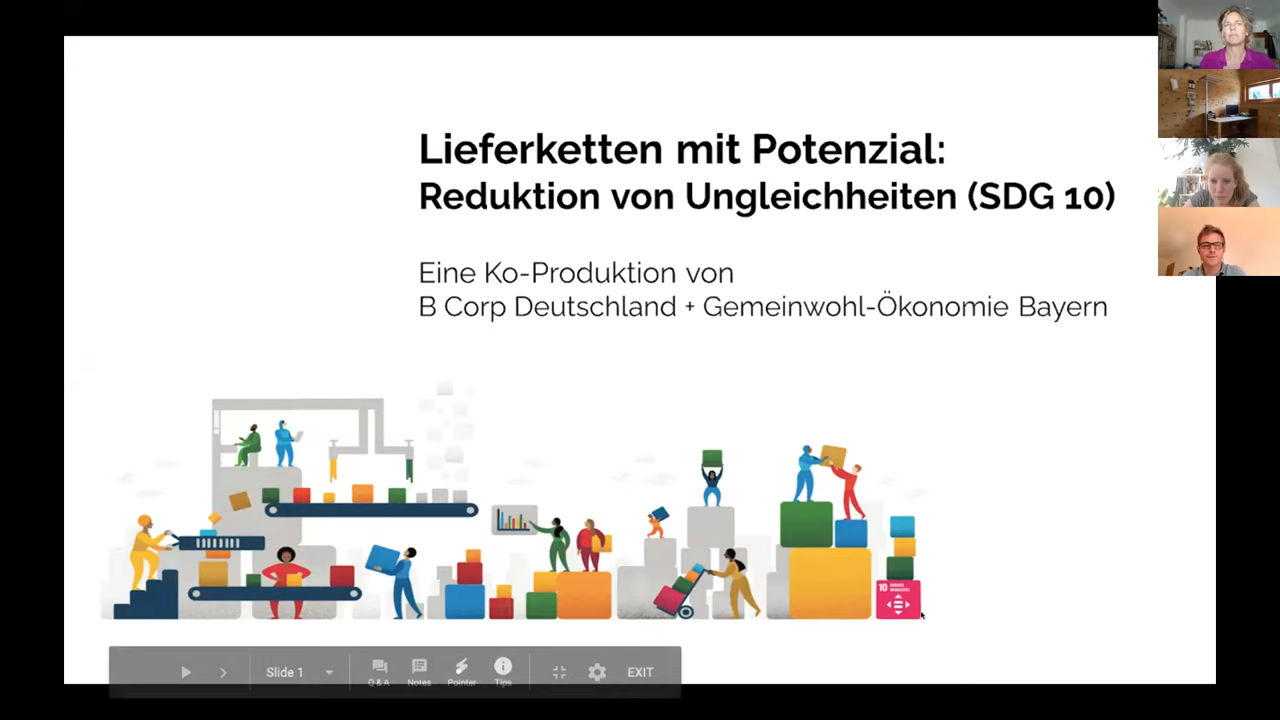 Lieferketten mit Potenzial:
Reduktion von Ungleichheiten (SDG 10)
Eine Ko-Produktion von
B Corp Deutschland + Gemeinwohl-Ökonomie Bayern
10
Slide 1
Q & A
Notes
Pointer
Tips
EXIT